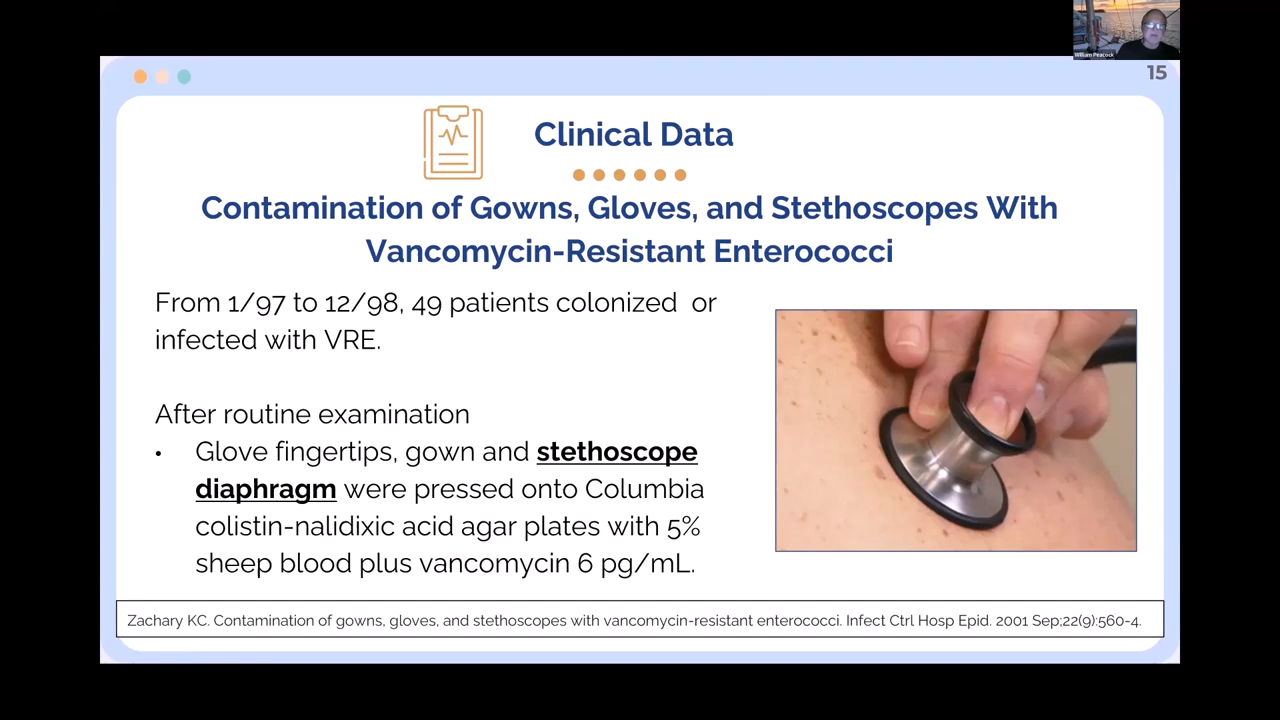 William Peacock
15
Clinical Data
Contamination of Gowns, Gloves, and Stethoscopes With
Vancomycin-Resistant Enterococci
From 1/97 to 12/98, 49 patients colonized  or
infected with VRE.
After routine examination
• Glove fingertips, gown and stethoscope
diaphragm were pressed onto Columbia
colistin-nalidixic acid agar plates with 5%
sheep blood plus vancomycin 6 pg/mL.
Zachary KC. Contamination of gowns, gloves, and stethoscopes with vancomycin-resistant enterococci. Infect Ctrl Hosp Epid. 2001 Sep;22(9):560-4.